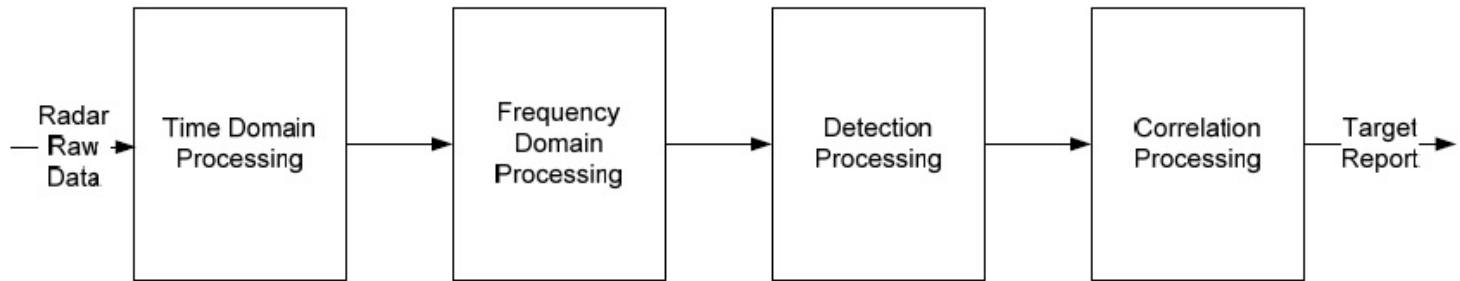 Radar
Raw
Data
Time Domain
Processing
Frequency
Domain
Processing
Detection
Processing
Correlation
Processing
Target
Report